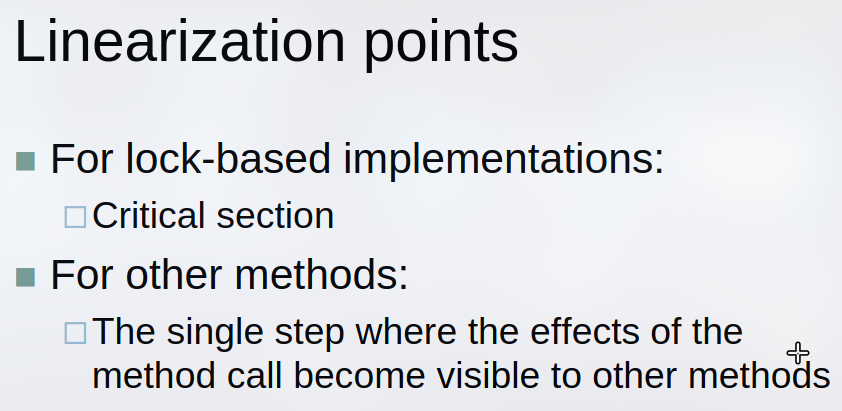 Linearization points
For lock-based implementations:
Critical section
For other methods:
The single step where the effects of the
method call become visible to other methods